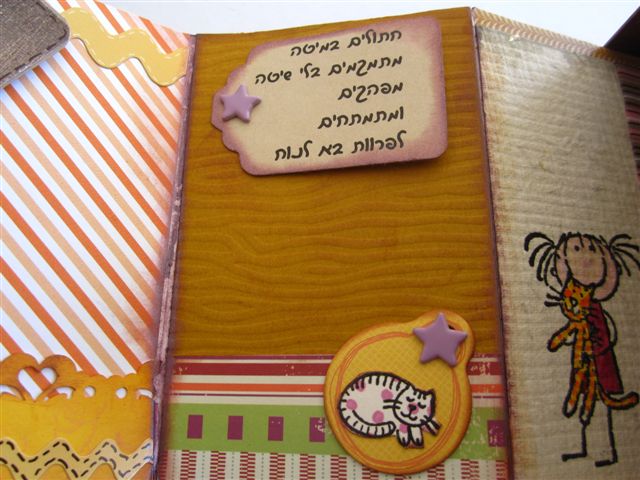 חתולים במיטה
מתמקמים בלי שיטה
מפהקים
ומתמתחים
לפרוות בא לנוח